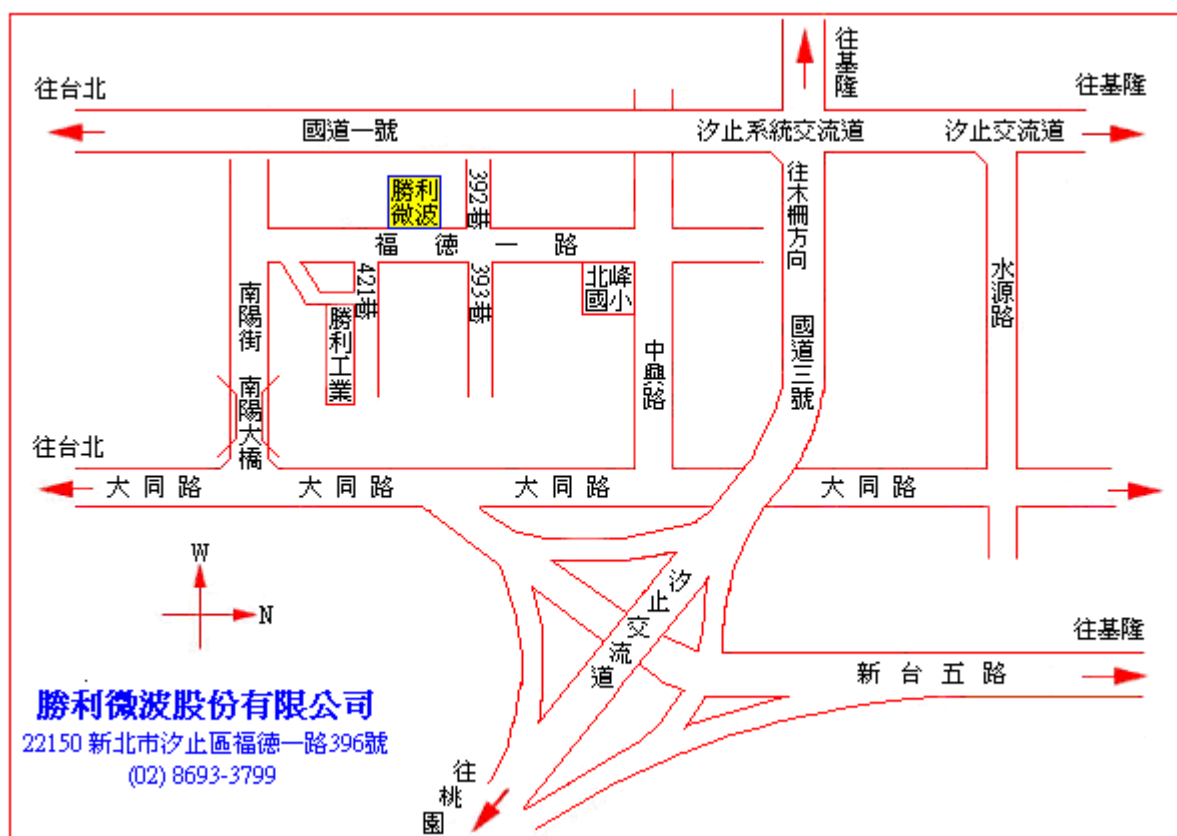 往基隆
往台北
往基隆
國道一號
汐止系統交流道
汐止交流道
勝利
微波
392巷
往木柵方向
福德一路
北峰
國小
421巷
393巷
水源路
南陽街
勝利工業
國道三號
中興路
南陽大橋
往台北
大同路
大同路
大同路
大同路
W
N
汐止交流道
往基隆
新台五路
勝利微波股份有限公司
22150 新北市汐止區福德一路396號
(02) 8693-3799
往桃園